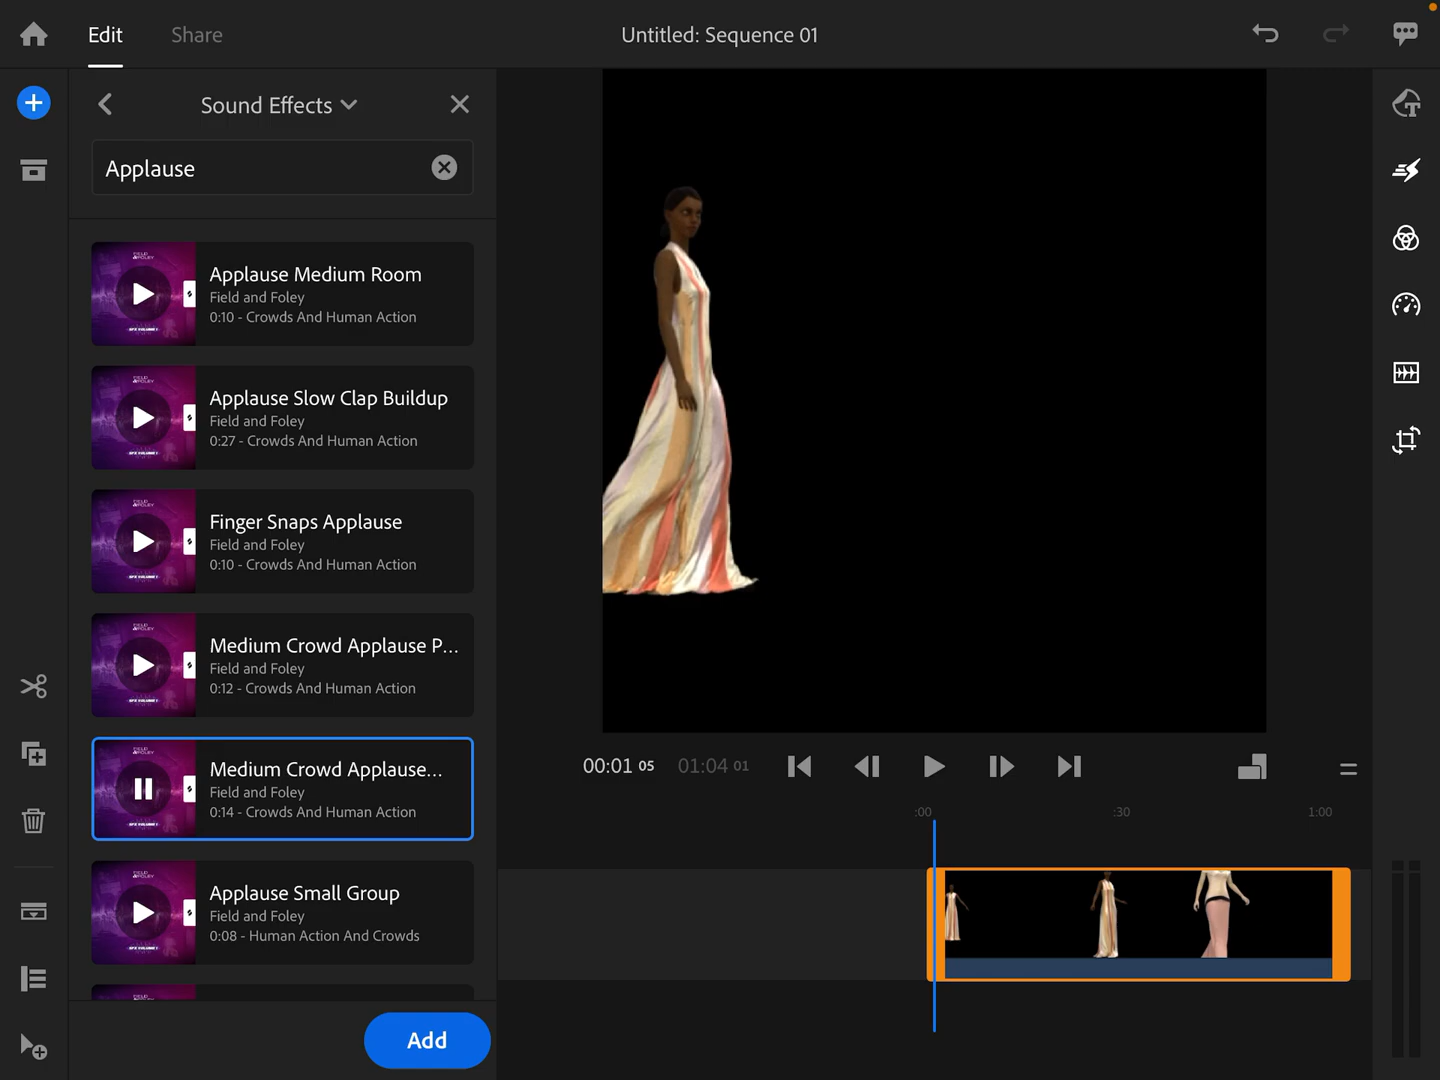 Edit
Share
Untitled: Sequence 01
Sound Effects
Applause
Applause Medium Room
Field and Foley
0:10 - Crowds And Human Action
Applause Slow Clap Buildup
Field and Foley
0:27 - Crowds And Human Action
Finger Snaps Applause
Field and Foley
0:10 - Crowds And Human Action
Medium Crowd Applause P...
Field and Foley
0:12 - Crowds And Human Action
Medium Crowd Applause...
Field and Foley
0:14 - Crowds And Human Action
Applause Small Group
Field and Foley
0:08 - Human Action And Crowds
Add
00:01 05
01:04 01
:00
:30
1:00